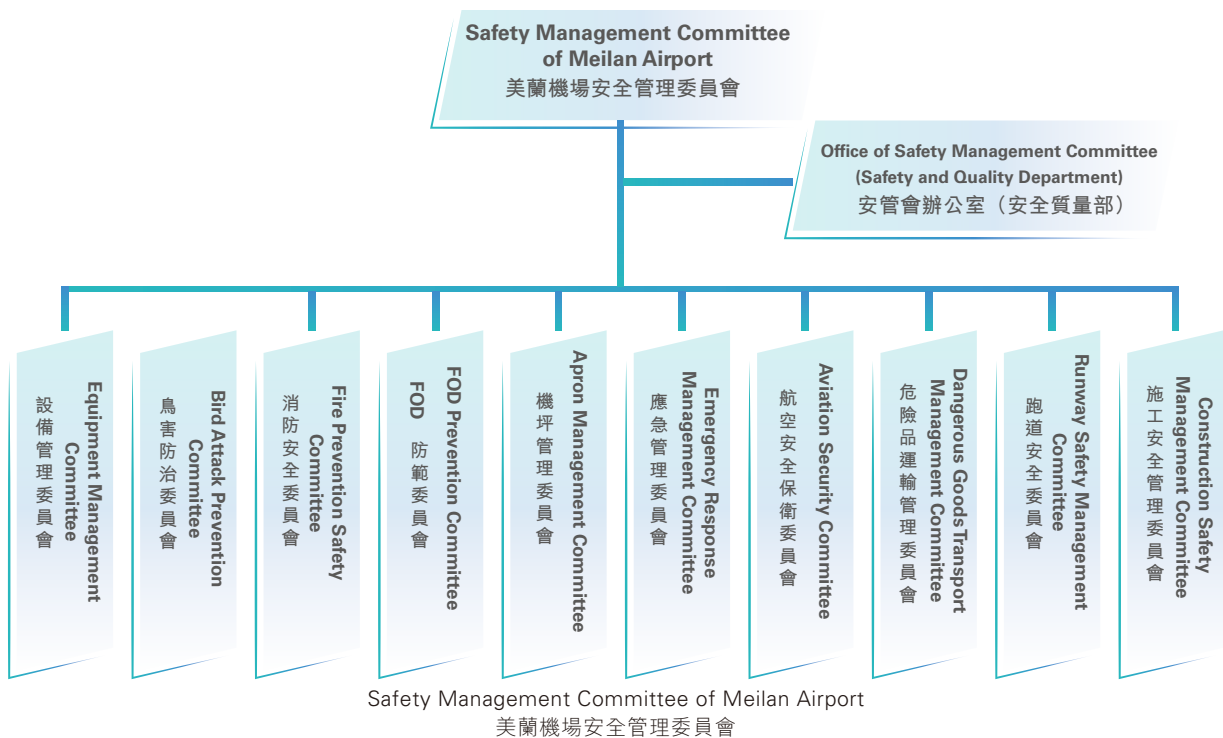 Safety Management Committee
of Meilan Airport
美蘭機場安全管理委員會
Office of Safety Management Committee
(Safety and Quality Department)
安管會辦公室（安全質量部）
Equipment Management
Committee
設備管理委員會
Bird Attack Prevention
Committee
鳥害防治委員會
Fire Prevention Safety
Committee
消防安全委員會
FOD Prevention Committee
FOD 防範委員會
Apron Management Committee
機坪管理委員會
Emergency Response
Management Committee
應急管理委員會
Aviation Security Committee
航空安全保衛委員會
Dangerous Goods Transport
Management Committee
危險品運輸管理委員會
Runway Safety Management
Committee
跑道安全委員會
Construction Safety
Management Committee
施工安全管理委員會
Safety Management Committee of Meilan Airport
美蘭機場安全管理委員會